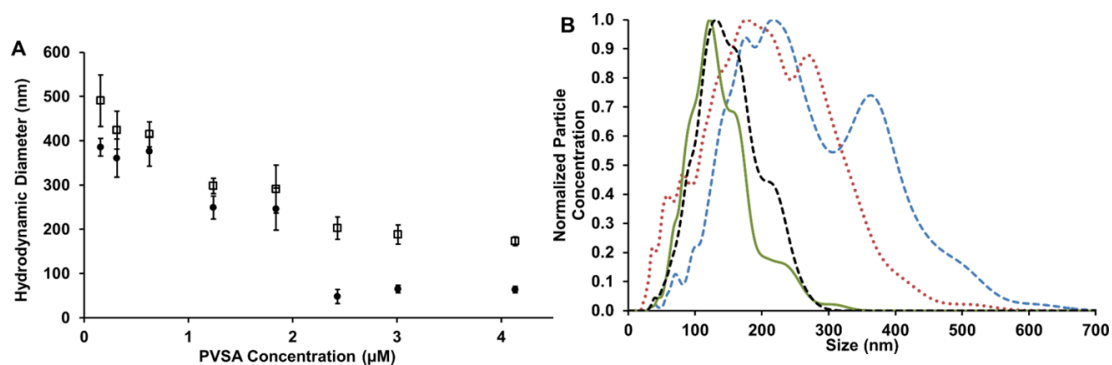 A
600
500
400
300
200
100
0
Hydrodynamic Diameter (nm)
0 1 2 3 4
PVSA Concentration (µM)
B
1.0
0.9
0.8
0.7
0.6
0.5
0.4
0.3
0.2
0.1
0.0
Normalized Particle
Concentration
0 100 200 300 400 500 600 700
Size (nm)